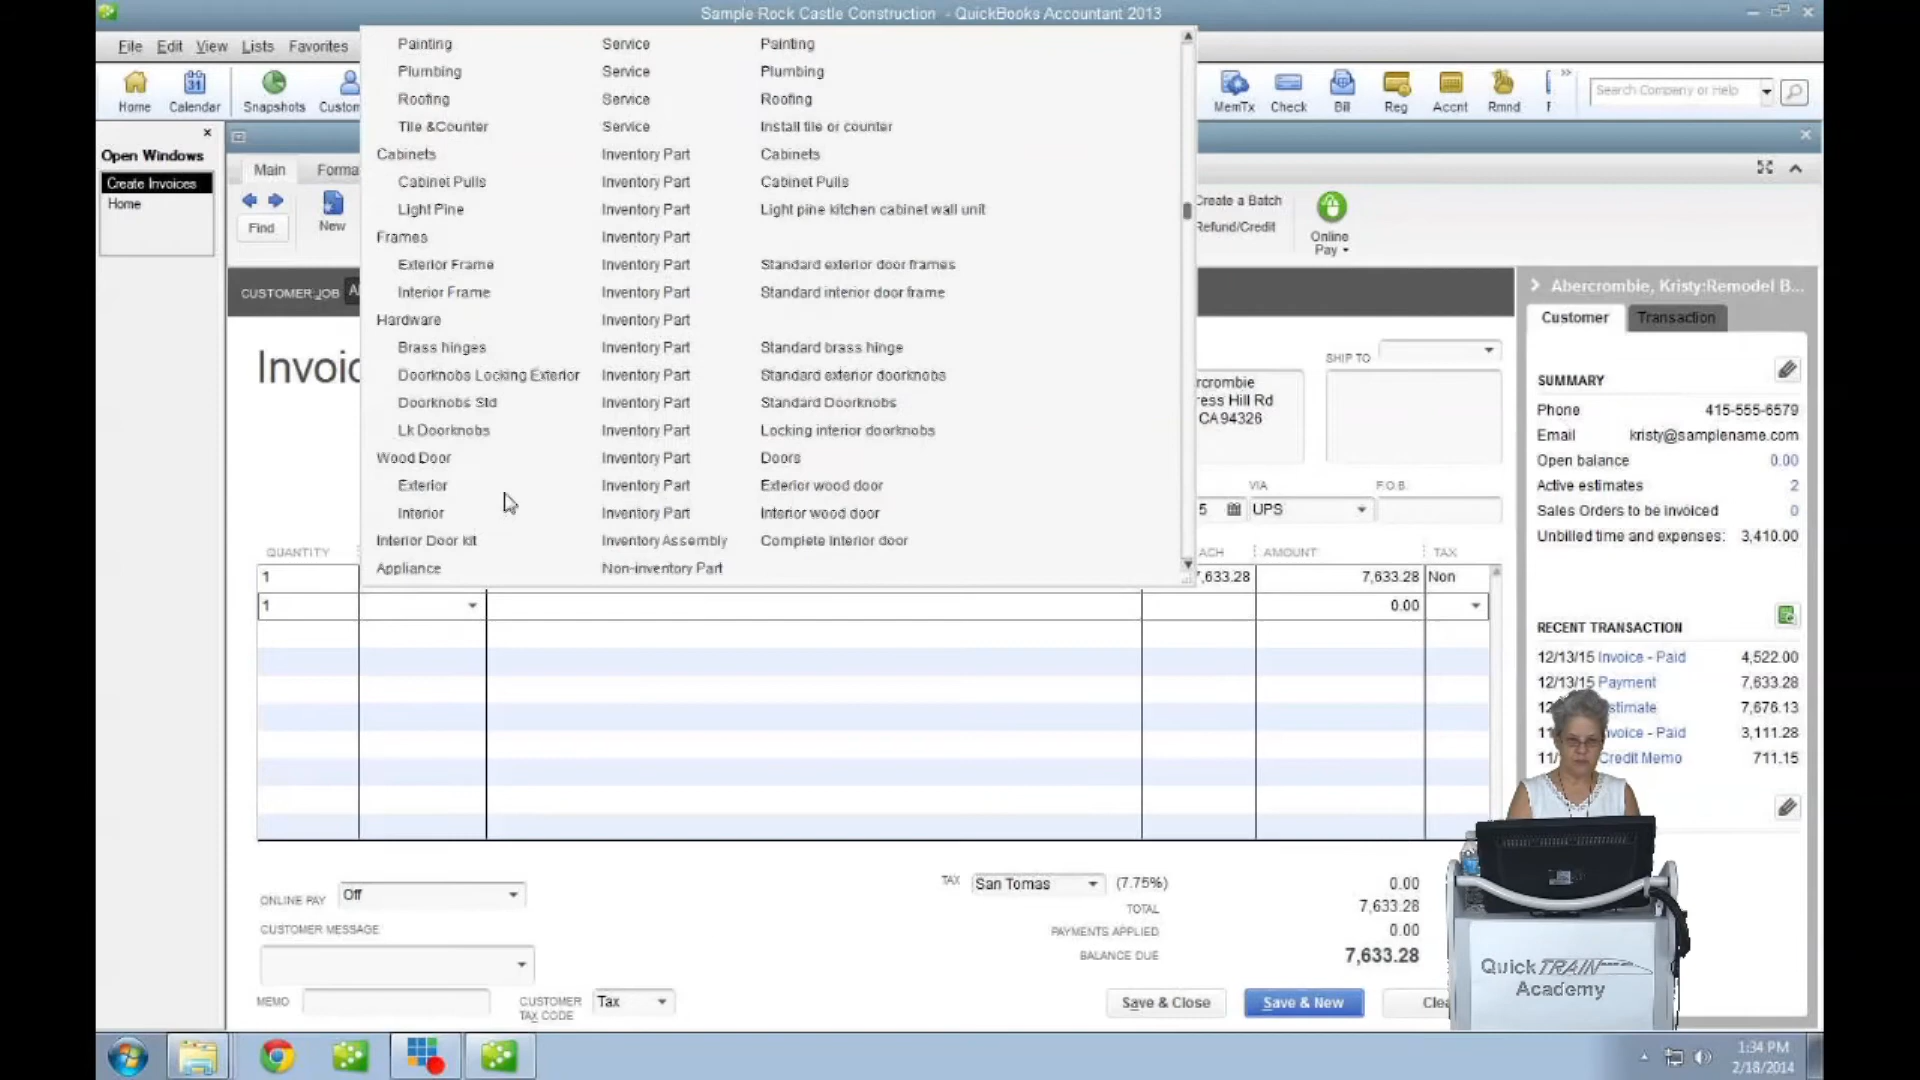 Sample Rock Castle Construction - QuickBooks Accountant 2013
File Edit View Lists Favorites
Home Calendar Snapshots Custom
MemTx Check Bill Reg Accnt Rmnd F
Search Company or Help
Open Windows
Create Invoices
Home
Main Forma
Find New
Create a Batch
Refund/Credit
Online Pay
CUSTOMER:JOB
Invoic
Painting Service Painting
Plumbing Service Plumbing
Roofing Service Roofing
Tile &Counter Service Install tile or counter
Cabinets Inventory Part Cabinets
Cabinet Pulls Inventory Part Cabinet Pulls
Light Pine Inventory Part Light pine kitchen cabinet wall unit
Frames Inventory Part
Exterior Frame Inventory Part Standard exterior door frames
Interior Frame Inventory Part Standard interior door frame
Hardware Inventory Part
Brass hinges Inventory Part Standard brass hinge
Doorknobs Locking Exterior Inventory Part Standard exterior doorknobs
Doorknobs Std Inventory Part Standard Doorknobs
Lk Doorknobs Inventory Part Locking interior doorknobs
Wood Door Inventory Part Doors
Exterior Inventory Part Exterior wood door
Interior Inventory Part Interior wood door
Interior Door kit Inventory Assembly Complete Interior door
Appliance Non-inventory Part
SHIP TO
rcrombie
ress Hill Rd
CA 94326
VIA F.O.B.
5 UPS
QUANTITY ACH AMOUNT TAX
1 7,633.28 7,633.28 Non
1 0.00
ONLINE PAY Off
CUSTOMER MESSAGE
MEMO
CUSTOMER TAX CODE Tax
TAX San Tomas (7.75%) 0.00
TOTAL 7,633.28
PAYMENTS APPLIED 0.00
BALANCE DUE 7,633.28
Save & Close Save & New Clea
Abercrombie, Kristy:Remodel B...
Customer Transaction
SUMMARY
Phone 415-555-6579
Email kristy@samplename.com
Open balance 0.00
Active estimates 2
Sales Orders to be invoiced 0
Unbilled time and expenses: 3,410.00
RECENT TRANSACTION
12/13/15 Invoice - Paid 4,522.00
12/13/15 Payment 7,633.28
12 stimate 7,676.13
11 nvoice - Paid 3,111.28
11/ Credit Memo 711.15
QuickTRAIN
Academy
1:34 PM
2/18/2014